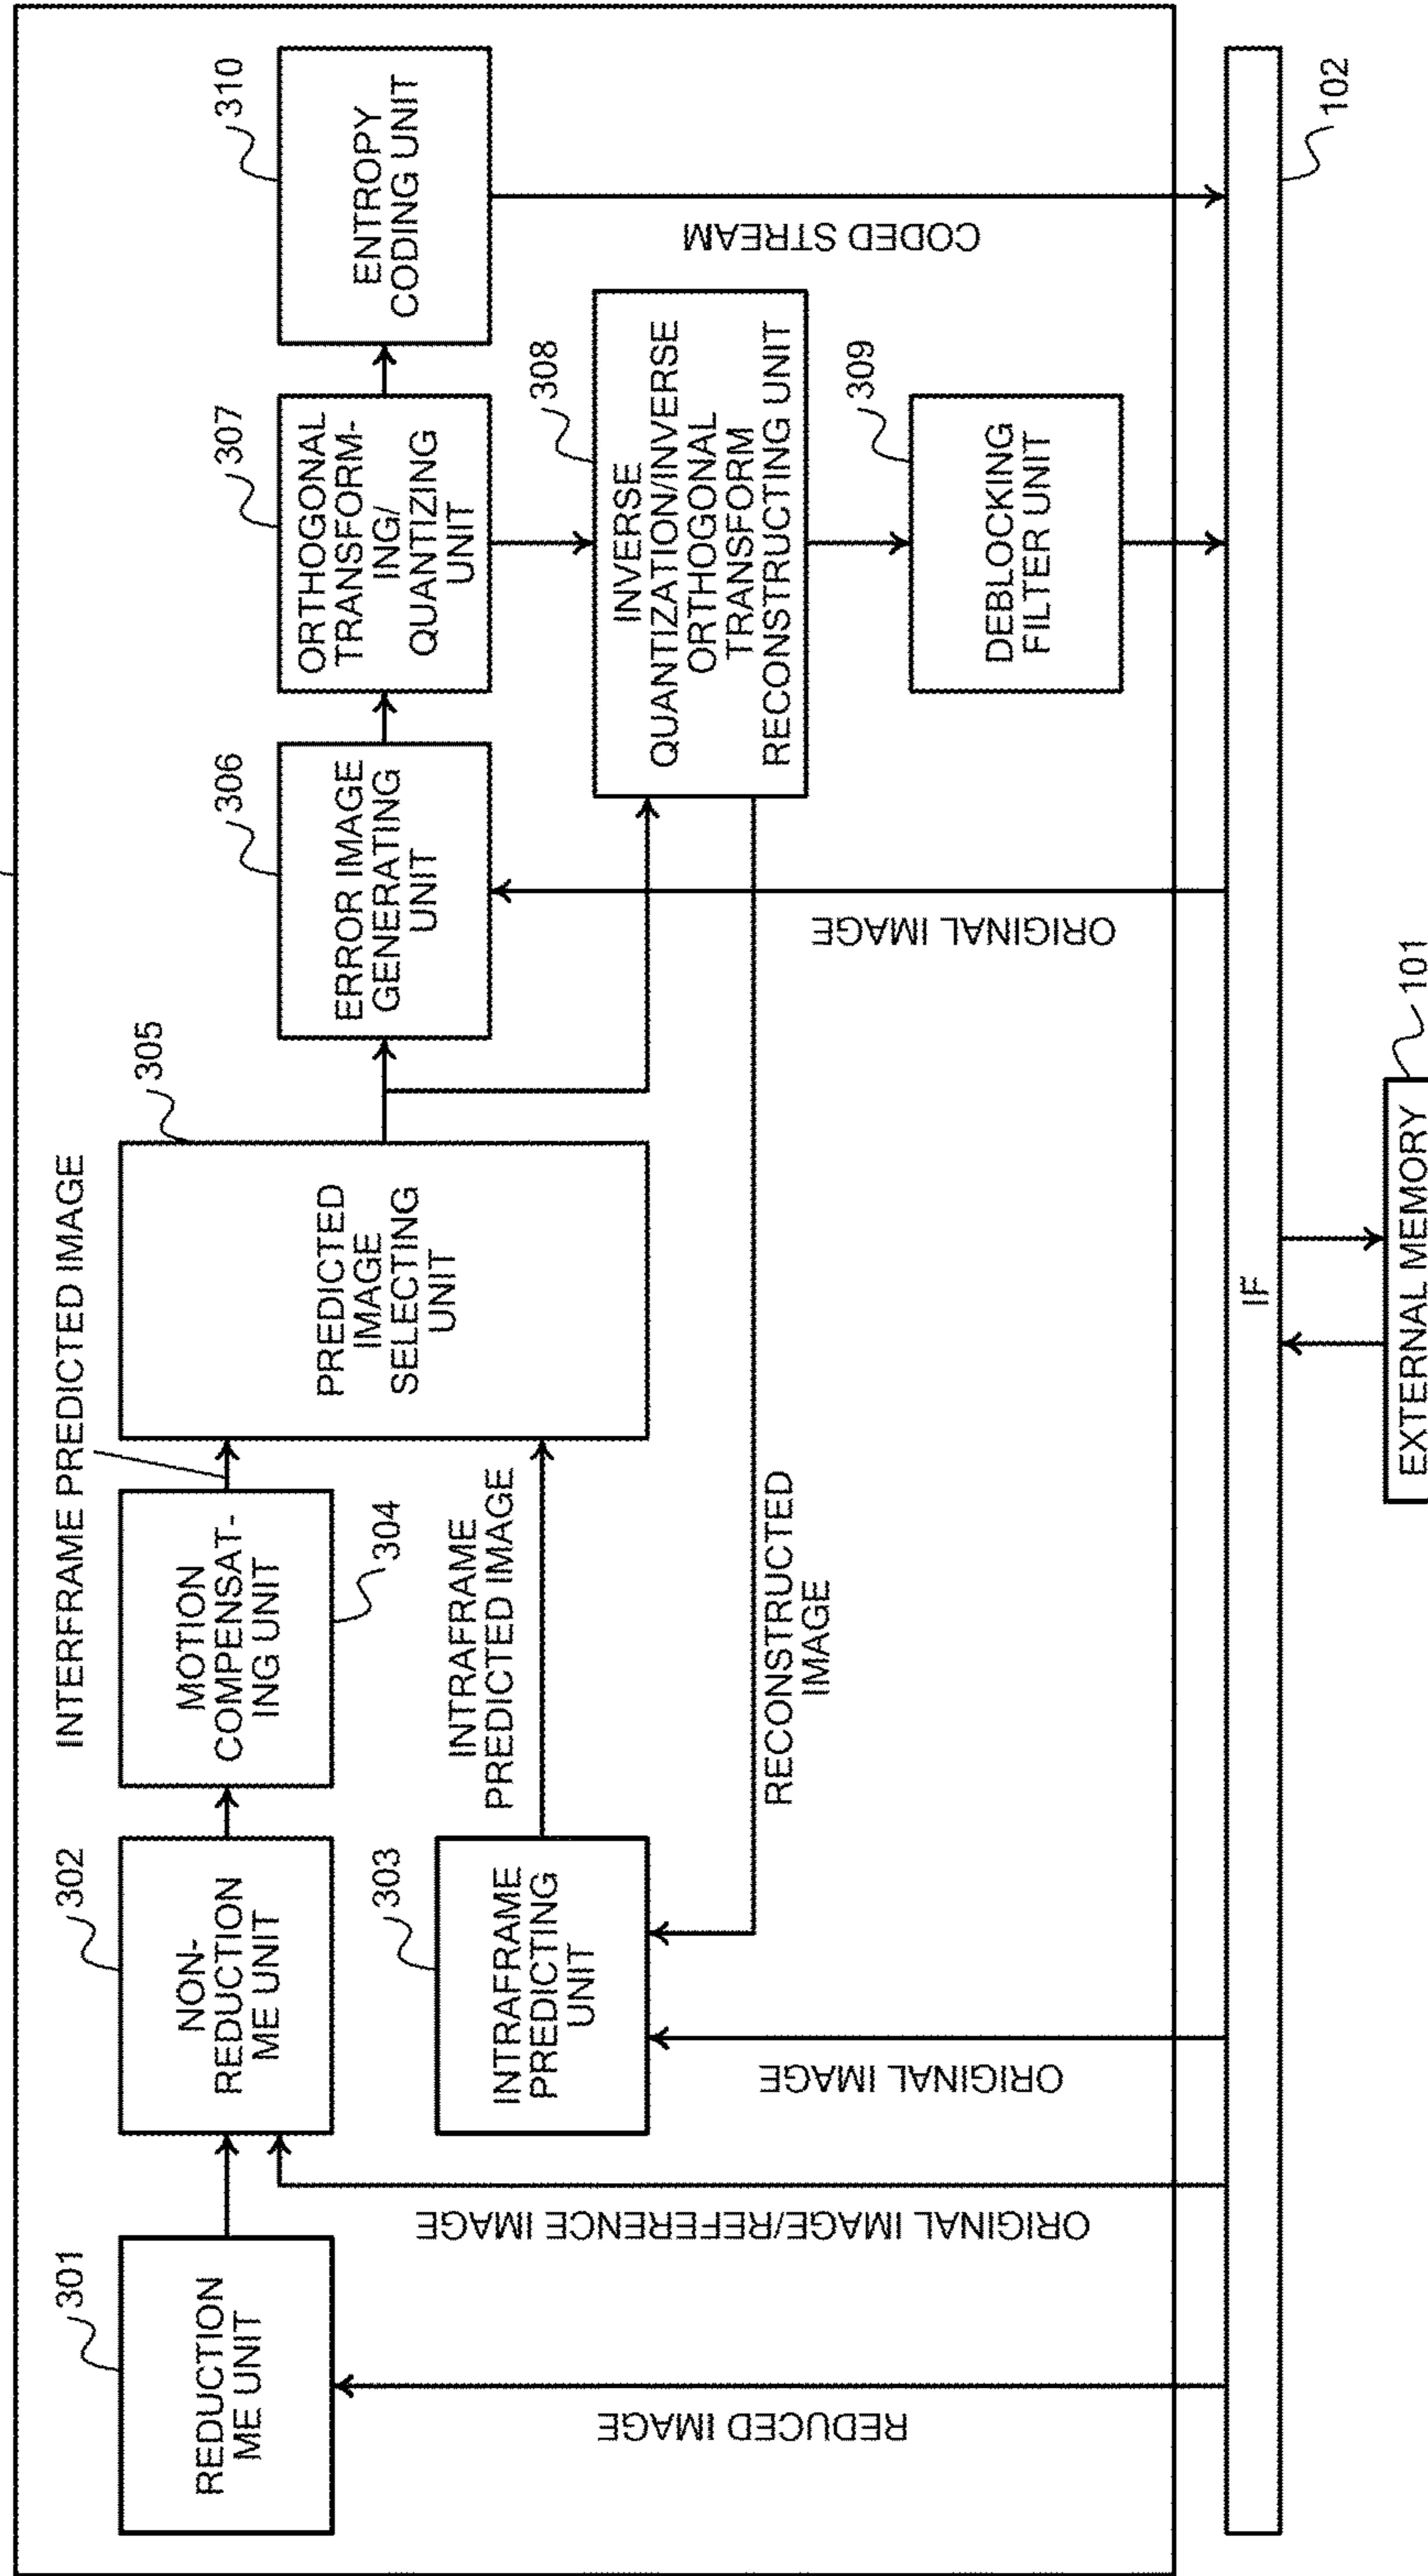 301
REDUCTION
ME UNIT
302
NON-
REDUCTION
ME UNIT
MOTION
COMPENSAT-
ING UNIT
304
INTERFRAME PREDICTED IMAGE
303
INTRAFRAME
PREDICTING
UNIT
INTRAFRAME
PREDICTED IMAGE
RECONSTRUCTED
IMAGE
305
PREDICTED
IMAGE
SELECTING
UNIT
306
ERROR IMAGE
GENERATING
UNIT
307
ORTHOGONAL
TRANSFORM-
ING/
QUANTIZING
UNIT
310
ENTROPY
CODING UNIT
308
INVERSE
QUANTIZATION/INVERSE
ORTHOGONAL
TRANSFORM
RECONSTRUCTING UNIT
309
DEBLOCKING
FILTER UNIT
REDUCED IMAGE
ORIGINAL IMAGE/REFERENCE IMAGE
ORIGINAL IMAGE
ORIGINAL IMAGE
CODED STREAM
IF
102
EXTERNAL MEMORY
101